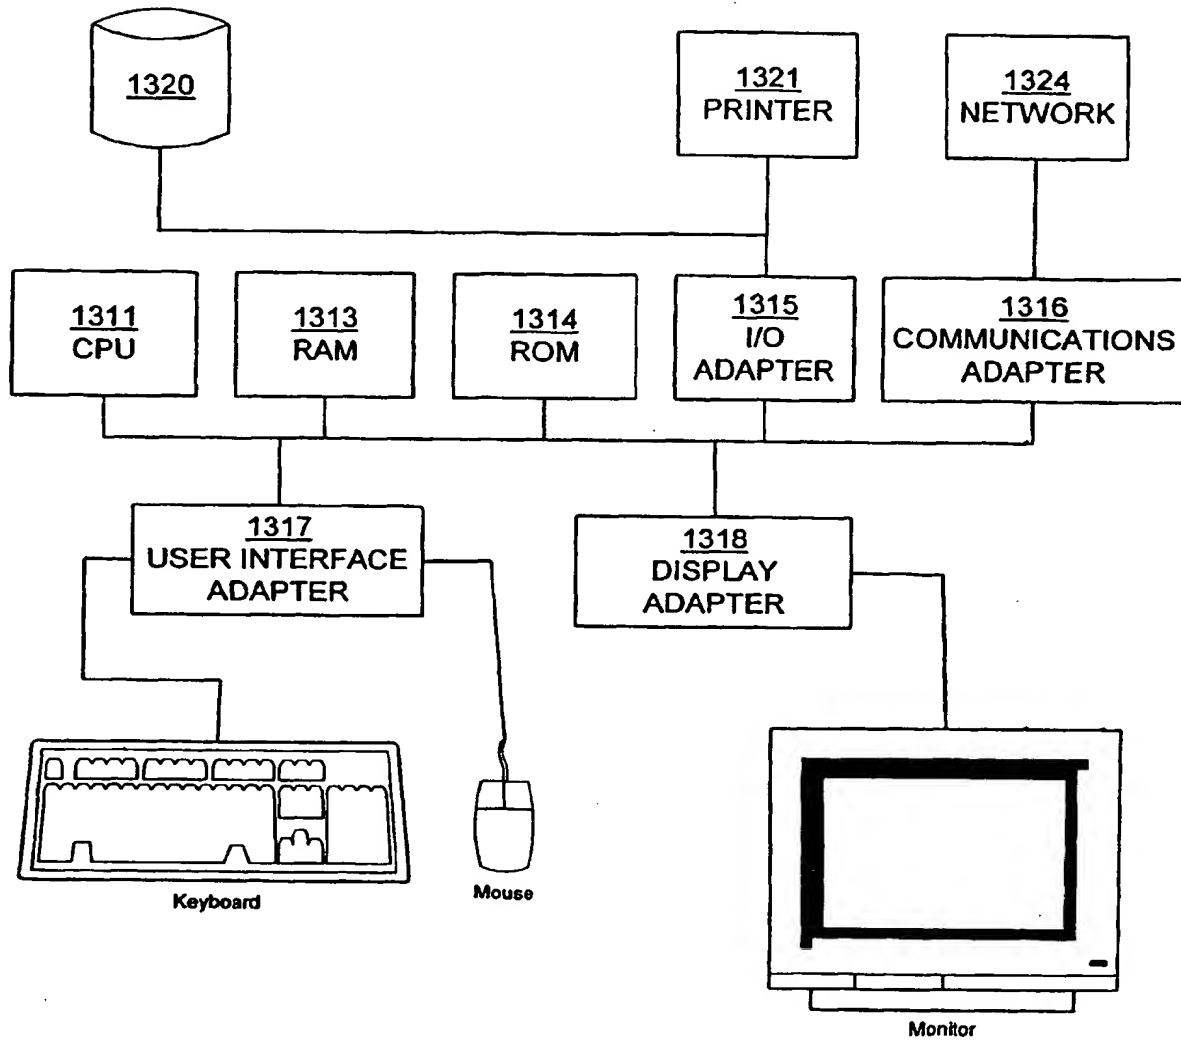 1320
1321
PRINTER
1324
NETWORK
1311
CPU
1313
RAM
1314
ROM
1315
I/O
ADAPTER
1316
COMMUNICATIONS
ADAPTER
1317
USER INTERFACE
ADAPTER
1318
DISPLAY
ADAPTER
Keyboard
Mouse
Monitor